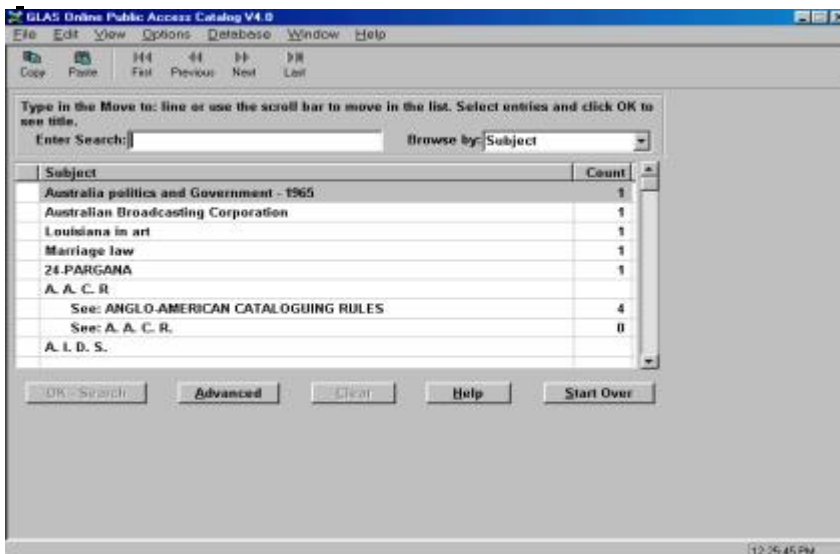 GLAS Online Public Access Catalog V4.0
File Edit View Options Database Window Help
Copy Paste First Previous Next Last
Type in the Move to: line or use the scroll bar to move in the list. Select entries and click OK to
see title.
Enter Search: Browse by: Subject
Subject Count
Australia politics and Government - 1965 1
Australian Broadcasting Corporation 1
Louisiana in art 1
Marriage law 1
24-PARGANA 1
A. A. C. R
See: ANGLO-AMERICAN CATALOGUING RULES 4
See: A. A. C. R. 0
A. I. D. S.
OK - Search Advanced Clear Help Start Over
12:25:45 PM